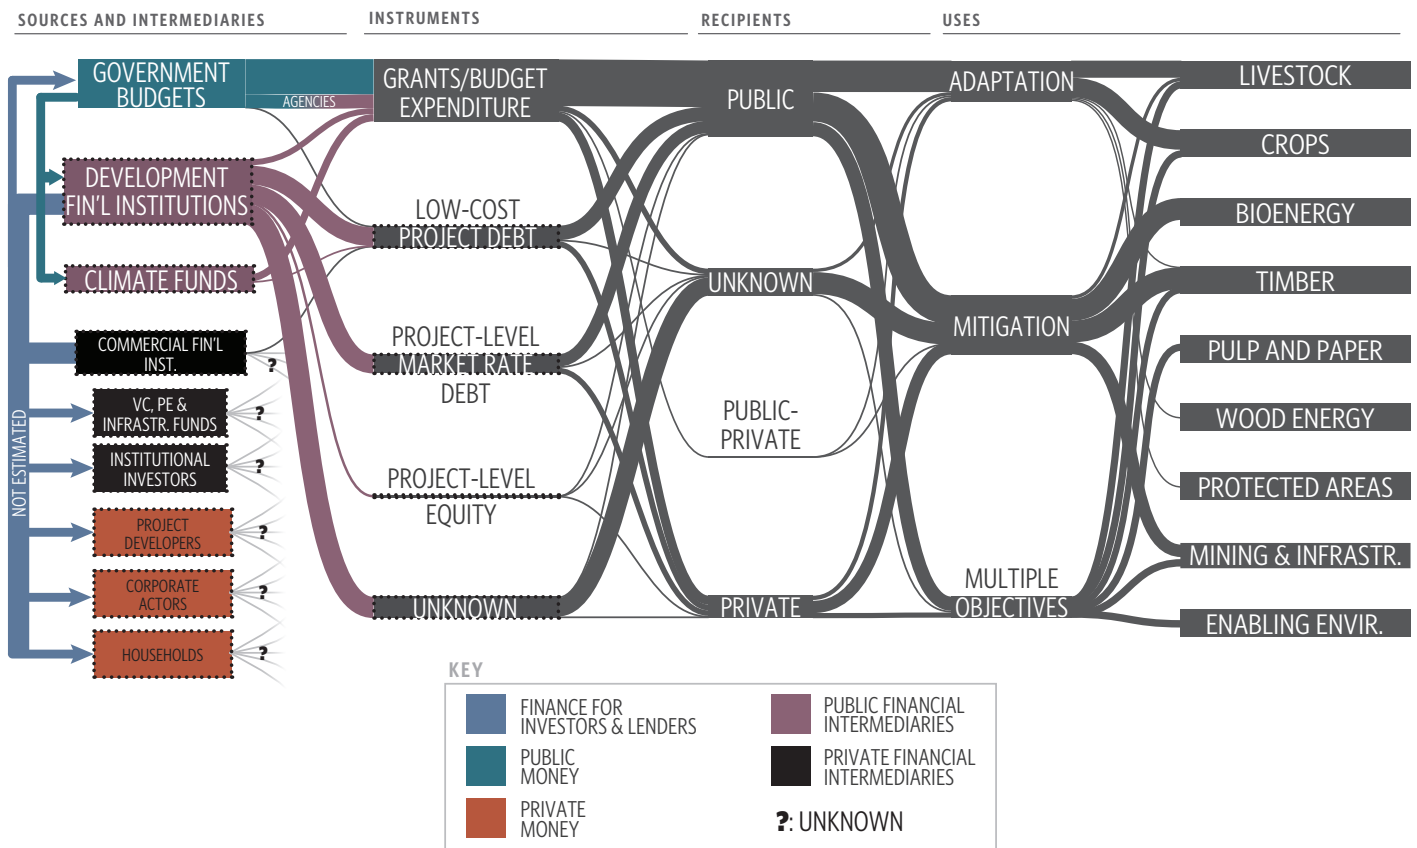 SOURCES AND INTERMEDIARIES
INSTRUMENTS
RECIPIENTS
USES
GOVERNMENT
BUDGETS
AGENCIES
DEVELOPMENT
FIN'L INSTITUTIONS
CLIMATE FUNDS
COMMERCIAL FIN'L
INST.
?
VC, PE &
INFRASTR. FUNDS
?
INSTITUTIONAL
INVESTORS
?
PROJECT
DEVELOPERS
?
CORPORATE
ACTORS
?
HOUSEHOLDS
?
NOT ESTIMATED
GRANTS/BUDGET
EXPENDITURE
LOW-COST
PROJECT DEBT
PROJECT-LEVEL
MARKET RATE
DEBT
PROJECT-LEVEL
EQUITY
UNKNOWN
PUBLIC
UNKNOWN
PUBLIC-
PRIVATE
PRIVATE
ADAPTATION
MITIGATION
MULTIPLE
OBJECTIVES
LIVESTOCK
CROPS
BIOENERGY
TIMBER
PULP AND PAPER
WOOD ENERGY
PROTECTED AREAS
MINING & INFRASTR.
ENABLING ENVIR.
KEY
FINANCE FOR
INVESTORS & LENDERS
PUBLIC
MONEY
PRIVATE
MONEY
PUBLIC FINANCIAL
INTERMEDIARIES
PRIVATE FINANCIAL
INTERMEDIARIES
?: UNKNOWN